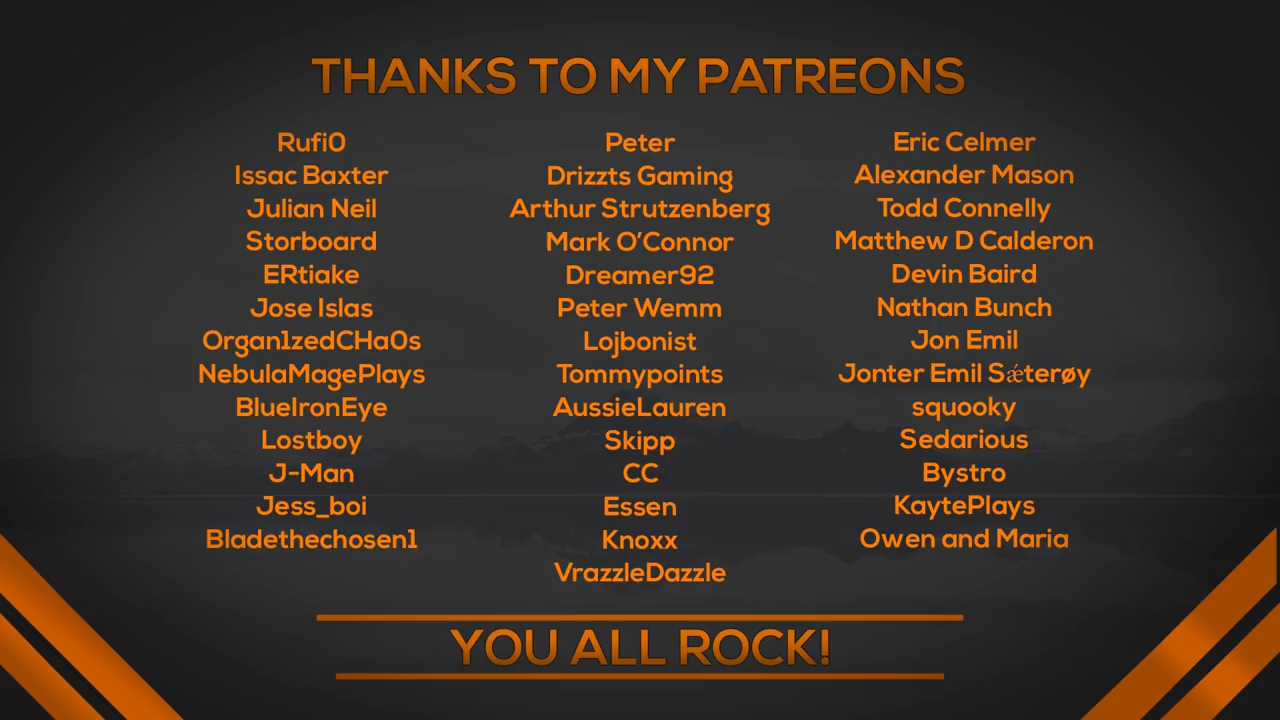 THANKS TO MY PATREONS
Rufi0
Issac Baxter
Julian Neil
Storboard
ERtiake
Jose Islas
Organ1zedCHa0s
NebulaMagePlays
BlueIronEye
Lostboy
J-Man
Jess_boi
Bladethechosen1
Peter
Drizzts Gaming
Arthur Strutzenberg
Mark O’Connor
Dreamer92
Peter Wemm
Lojbonist
Tommypoints
AussieLauren
Skipp
CC
Essen
Knoxx
VrazzleDazzle
Eric Celmer
Alexander Mason
Todd Connelly
Matthew D Calderon
Devin Baird
Nathan Bunch
Jon Emil
Jonter Emil Sǽterøy
squooky
Sedarious
Bystro
KaytePlays
Owen and Maria
YOU ALL ROCK!